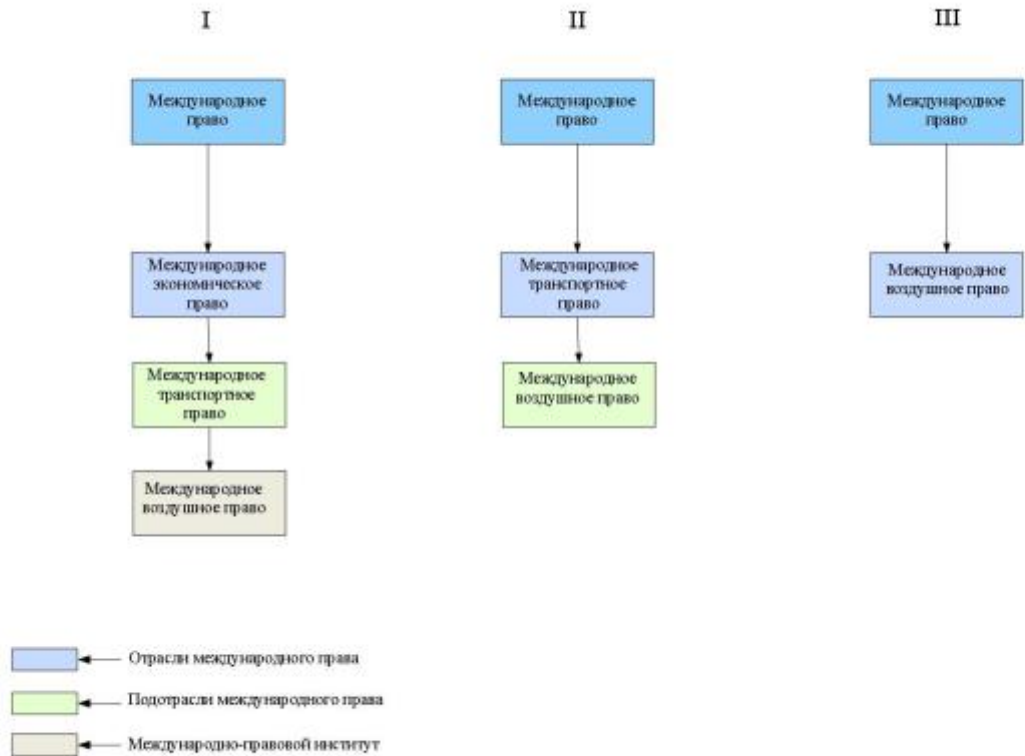 I
II
III
Международное
право
Международное
право
Международное
право
Международное
экономическое
право
Международное
транспортное
право
Международное
воздушное право
Международное
транспортное
право
Международное
воздушное право
Международное
воздушное право
Отрасли международного права
Подотрасли международного права
Международно-правовой институт